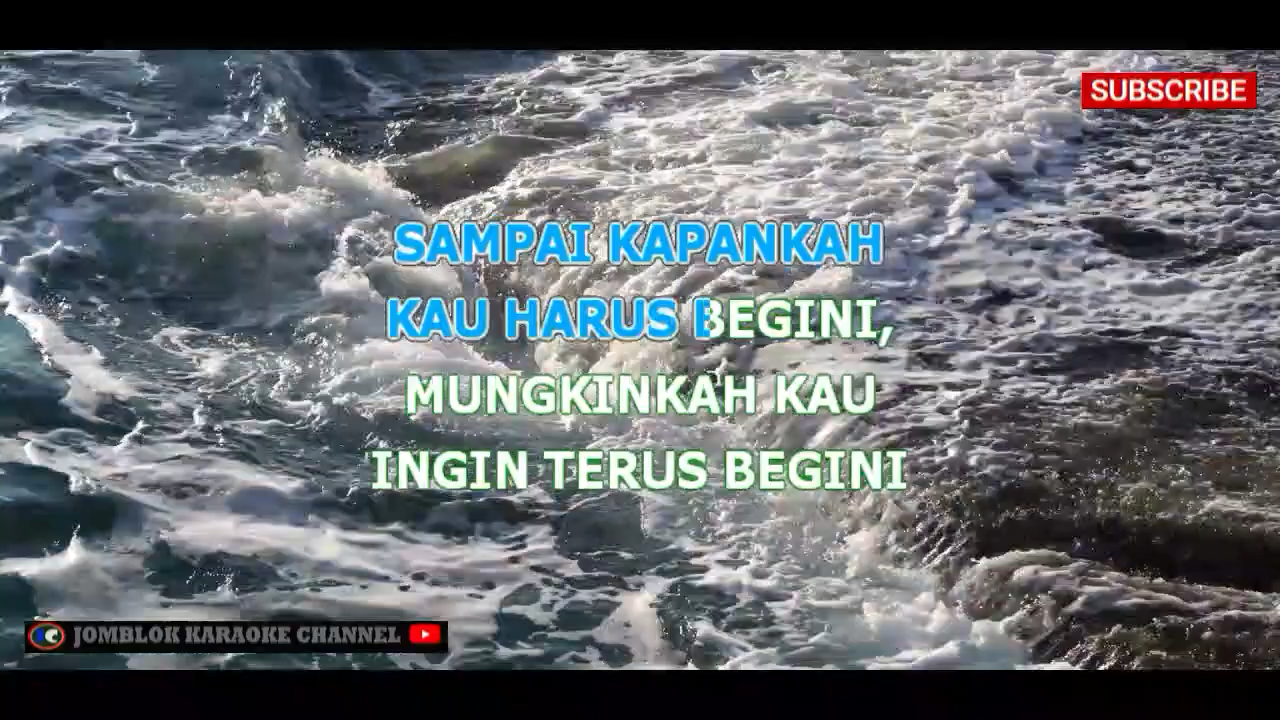 SUBSCRIBE
SAMPAI KAPANKAH
KAU HARUS BEGINI,
MUNGKINKAH KAU
INGIN TERUS BEGINI
JOMBLOK KARAOKE CHANNEL